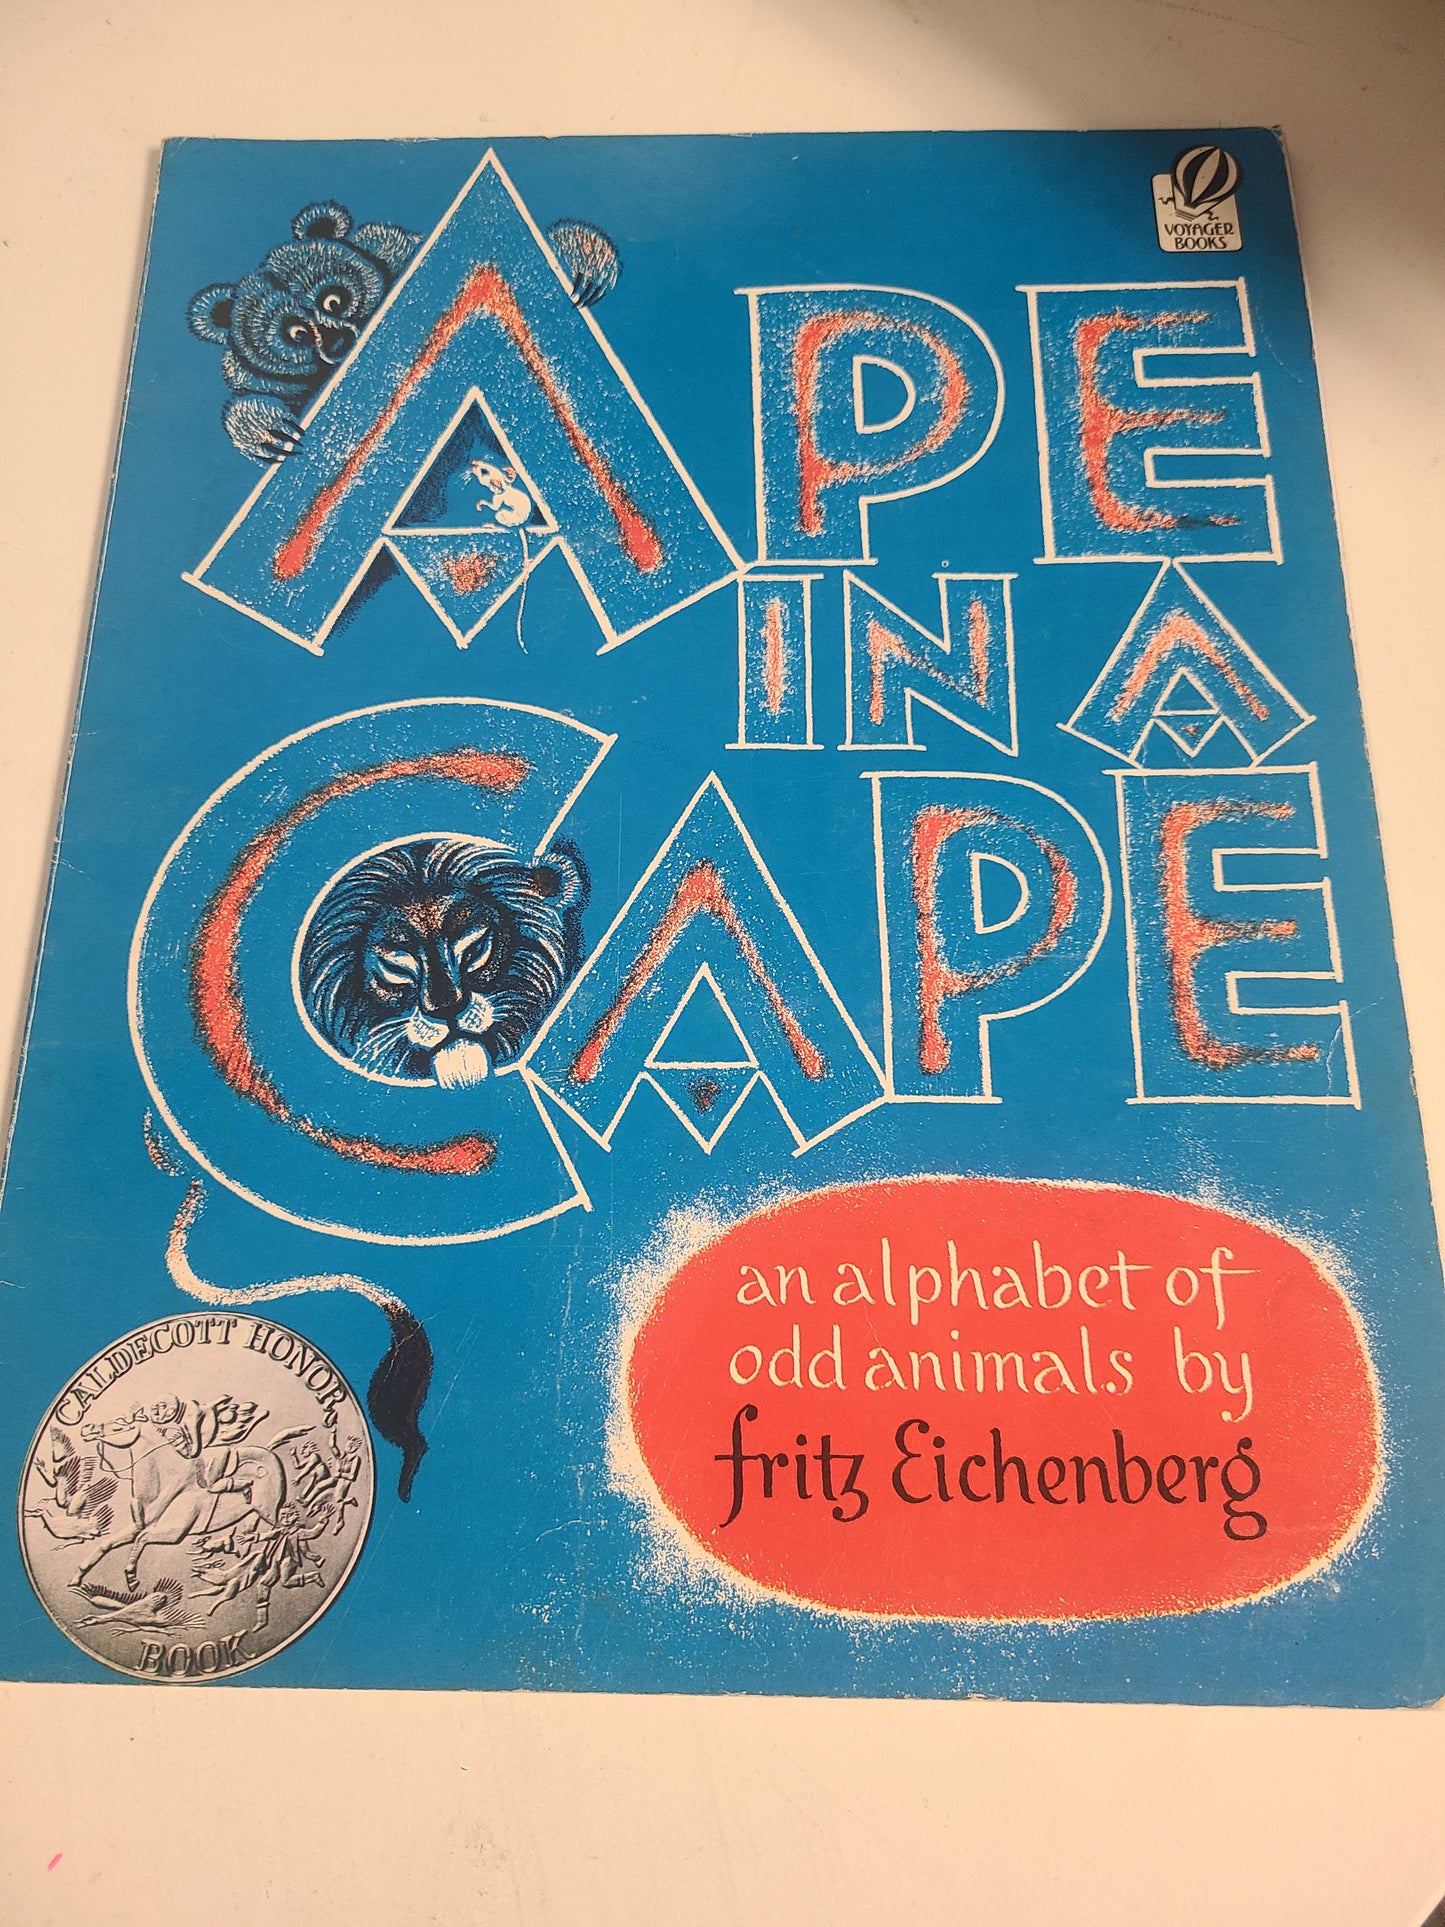 VOYAGER
BOOKS
APE
IN A
CAPE
an alphabet of
odd animals by
fritz Eichenberg
CALDECOTT HONOR
BOOK